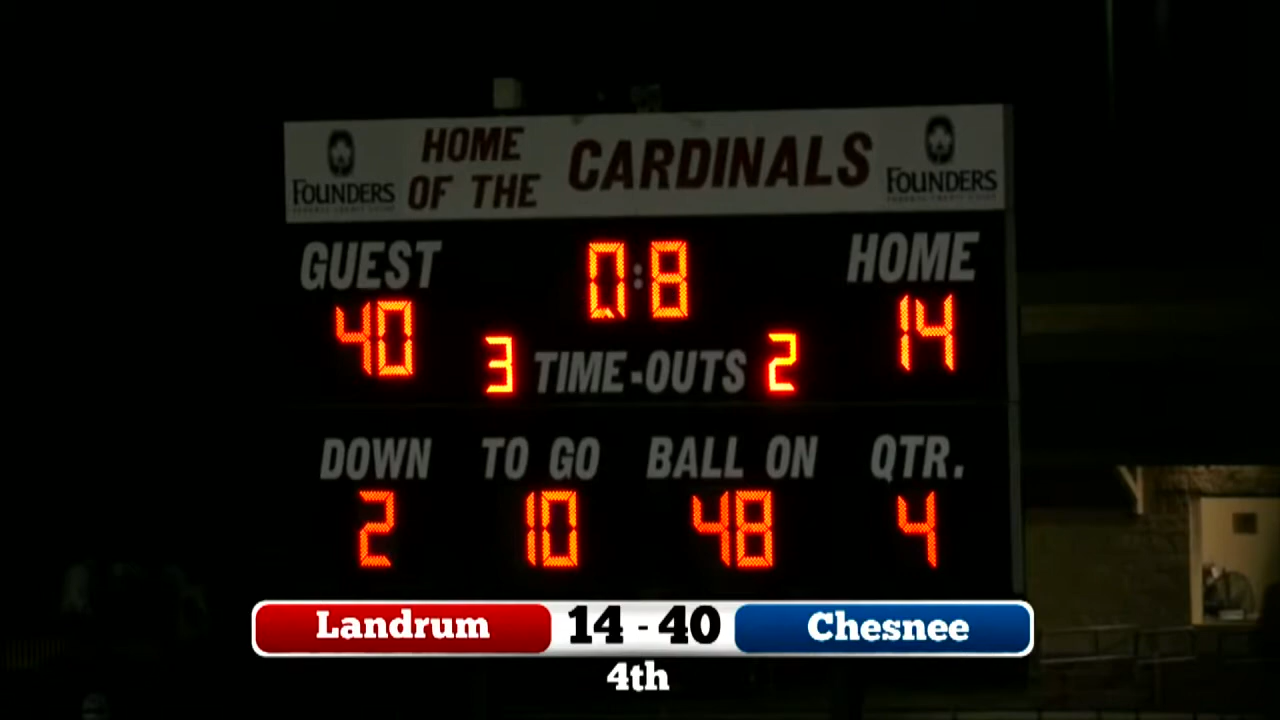 HOME
OF THE
CARDINALS
FOUNDERS
FOUNDERS
GUEST
0:8
HOME
40
14
3 TIME-OUTS 2
DOWN TO GO BALL ON QTR.
2 10 48 4
Landrum 14 - 40 Chesnee
4th